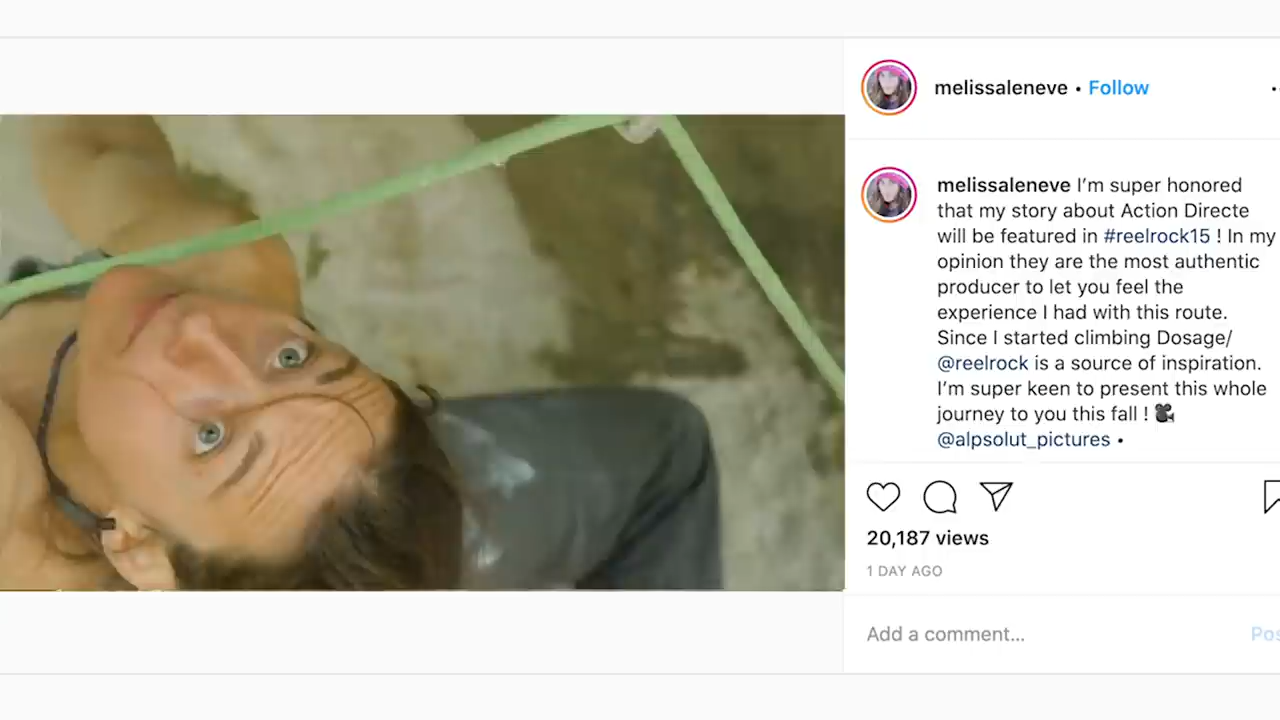 melissaleneve • Follow
melissaleneve I’m super honored
that my story about Action Directe
will be featured in #reelrock15 ! In my
opinion they are the most authentic
producer to let you feel the
experience I had with this route.
Since I started climbing Dosage/
@reelrock is a source of inspiration.
I’m super keen to present this whole
journey to you this fall ! 🎥
@alpsolut_pictures •
20,187 views
1 DAY AGO
Add a comment...
Pos